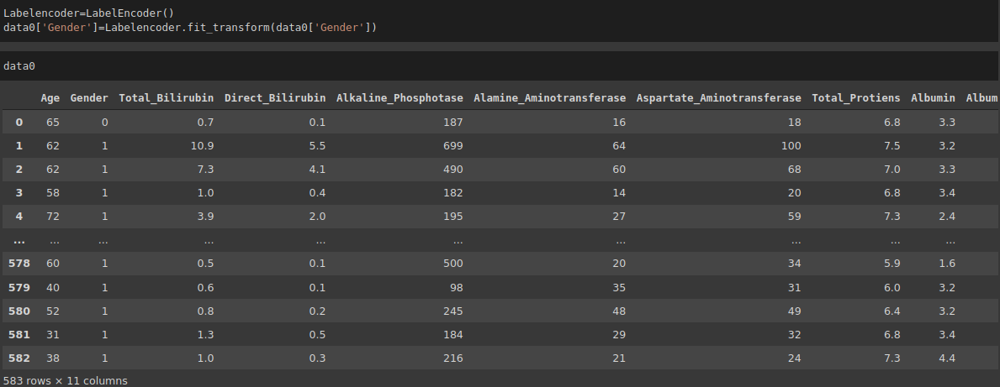 Labelencoder=LabelEncoder()
data0['Gender']=Labelencoder.fit_transform(data0['Gender'])
data0
Age Gender Total_Bilirubin Direct_Bilirubin Alkaline_Phosphotase Alamine_Aminotransferase Aspartate_Aminotransferase Total_Protiens Albumin Album
0 65 0 0.7 0.1 187 16 18 6.8 3.3
1 62 1 10.9 5.5 699 64 100 7.5 3.2
2 62 1 7.3 4.1 490 60 68 7.0 3.3
3 58 1 1.0 0.4 182 14 20 6.8 3.4
4 72 1 3.9 2.0 195 27 59 7.3 2.4
... ... ... ... ... ... ... ... ... ...
578 60 1 0.5 0.1 500 20 34 5.9 1.6
579 40 1 0.6 0.1 98 35 31 6.0 3.2
580 52 1 0.8 0.2 245 48 49 6.4 3.2
581 31 1 1.3 0.5 184 29 32 6.8 3.4
582 38 1 1.0 0.3 216 21 24 7.3 4.4
583 rows × 11 columns